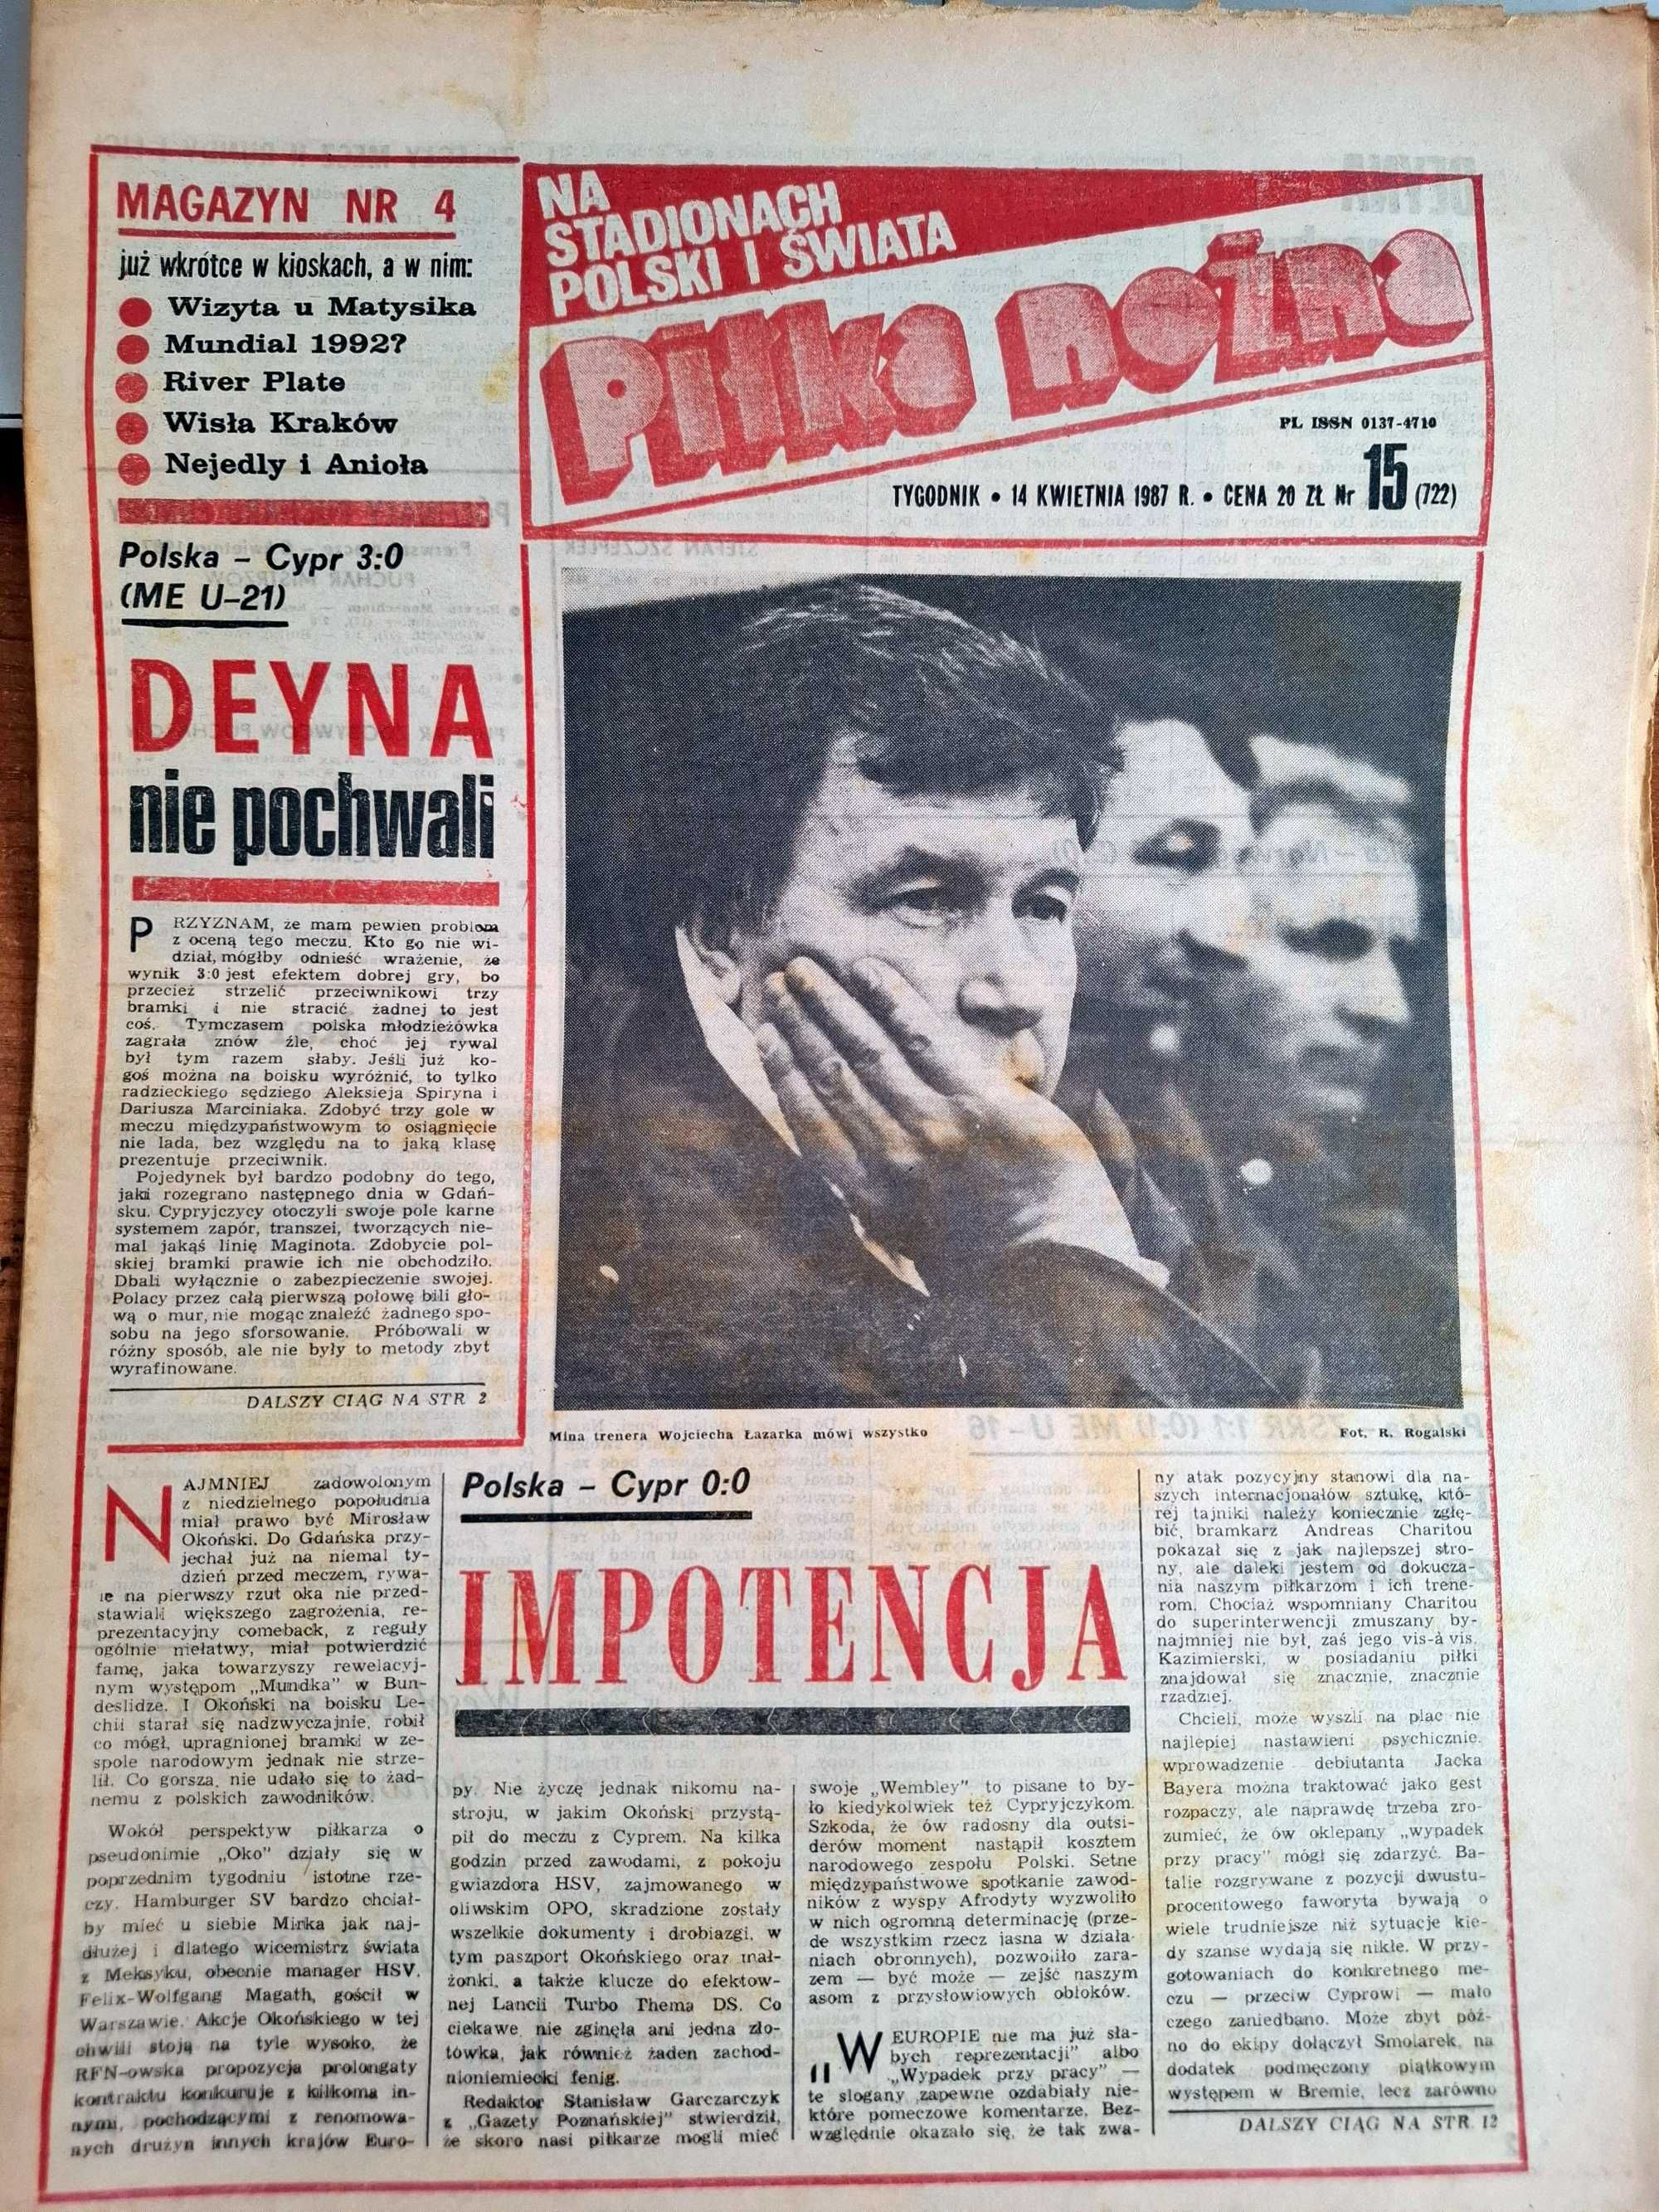 MAGAZYN NR 4
już wkrótce w kioskach, a w nim:
Wizyta u Matysika
Mundial 1992?
River Plate
Wisła Kraków
Nejedly i Anioła
NA
STADIONACH
POLSKI I ŚWIATA
Piłka nożna
PL ISSN 0137-4710
TYGODNIK • 14 KWIETNIA 1987 R. • CENA 20 ZŁ Nr 15 (722)
Polska – Cypr 3:0
(ME U-21)
DEYNA
nie pochwali
PRZYZNAM, że mam pewien problem
z oceną tego meczu. Kto go nie wi-
dział, mógłby odnieść wrażenie, że
wynik 3:0 jest efektem dobrej gry, bo
przecież strzelić przeciwnikowi trzy
bramki i nie stracić żadnej to jest
coś. Tymczasem polska młodzieżówka
zagrała znów źle, choć jej rywal
był tym razem słaby. Jeśli już ko-
goś można na boisku wyróżnić, to tylko
radzieckiego sędziego Aleksieja Spiryna i
Dariusza Marciniaka. Zdobyć trzy gole w
meczu międzypaństwowym to osiągnięcie
nie lada, bez względu na to jaką klasę
prezentuje przeciwnik.
Pojedynek był bardzo podobny do tego,
jaki rozegrano następnego dnia w Gdań-
sku. Cypryjczycy otoczyli swoje pole karne
systemem zapór, transzei, tworzących nie-
mal jakąś linię Maginota. Zdobycie pol-
skiej bramki prawie ich nie obchodziło.
Dbali wyłącznie o zabezpieczenie swojej.
Polacy przez całą pierwszą połowę bili gło-
wą o mur, nie mogąc znaleźć żadnego spo-
sobu na jego sforsowanie. Próbowali w
różny sposób, ale nie były to metody zbyt
wyrafinowane.
DALSZY CIĄG NA STR 2
Mina trenera Wojciecha Łazarka mówi wszystko
Fot. R. Rogalski
Polska – Cypr 0:0
IMPOTENCJA
NAJMNIEJ zadowolonym
z niedzielnego popołudnia
miał prawo być Mirosław
Okoński. Do Gdańska przy-
jechał już na niemal ty-
dzień przed meczem, rywa-
le na pierwszy rzut oka nie przed-
stawiali większego zagrożenia, re-
prezentacyjny comeback, z reguły
ogólnie niełatwy, miał potwierdzić
famę, jaka towarzyszy rewelacyj-
nym występom „Mundka” w Bun-
deslidze. I Okoński na boisku Le-
chii starał się nadzwyczajnie, robił
co mógł, upragnionej bramki w ze-
spole narodowym jednak nie strze-
lił. Co gorsza, nie udało się to żad-
nemu z polskich zawodników.
Wokół perspektyw piłkarza o
pseudonimie „Oko” działy się w
poprzednim tygodniu istotne rze-
czy. Hamburger SV bardzo chciał-
by mieć u siebie Mirka jak naj-
dłużej i dlatego wicemistrz świata
z Meksyku, obecnie manager HSV,
Felix-Wolfgang Magath, gościł w
Warszawie. Akcje Okońskiego w tej
chwili stoją na tyle wysoko, że
RFN-owska propozycja prolongaty
kontraktu konkuruje z kilkoma in-
nymi, pochodzącymi z renomowa-
nych drużyn innych krajów Euro-
py. Nie życzę jednak nikomu na-
stroju, w jakim Okoński przystą-
pił do meczu z Cyprem. Na kilka
godzin przed zawodami, z pokoju
gwiazdora HSV, zajmowanego w
oliwskim OPO, skradzione zostały
wszelkie dokumenty i drobiazgi, w
tym paszport Okońskiego oraz mał-
żonki, a także klucze do efektow-
nej Lancii Turbo Thema DS. Co
ciekawe nie zginęła ani jedna zło-
tówka, jak również żaden zachod-
nioniemiecki fenig.
Redaktor Stanisław Garczarczyk
z „Gazety Poznańskiej” stwierdził,
że skoro nasi piłkarze mogli mieć
swoje „Wembley” to pisane to by-
ło kiedykolwiek też Cypryjczykom.
Szkoda, że ów radosny dla outsi-
derów moment nastąpił kosztem
narodowego zespołu Polski. Setne
międzypaństwowe spotkanie zawod-
ników z wyspy Afrodyty wyzwoliło
w nich ogromną determinację (prze-
de wszystkim rzecz jasna w działa-
niach obronnych), pozwoliło zara-
zem — być może — zejść naszym
asom z przysłowiowych obłoków.
„W EUROPIE nie ma już sła-
bych reprezentacji” albo
„Wypadek przy pracy” —
te slogany zapewne ozdabiały nie-
które pomeczowe komentarze. Bez-
względnie okazało się, że tak zwa-
ny atak pozycyjny stanowi dla na-
szych internacjonałów sztukę, któ-
rej tajniki należy koniecznie zgłę-
bić, bramkarz Andreas Charitou
pokazał się z jak najlepszej stro-
ny, ale daleki jestem od dokucza-
nia naszym piłkarzom i ich trene-
rom. Chociaż wspomniany Charitou
do superinterwencji zmuszany by-
najmniej nie był, zaś jego vis-à vis,
Kazimierski, w posiadaniu piłki
znajdował się znacznie, znacznie
rzadziej.
Chcieli, może wyszli na plac nie
najlepiej nastawieni psychicznie,
wprowadzenie debiutanta Jacka
Bayera można traktować jako gest
rozpaczy, ale naprawdę trzeba zro-
zumieć, że ów oklepany „wypadek
przy pracy” mógł się zdarzyć. Ba-
talie rozgrywane z pozycji dwustu-
procentowego faworyta bywają o
wiele trudniejsze niż sytuacje kie-
dy szanse wydają się nikłe. W przy-
gotowaniach do konkretnego me-
czu — przeciw Cyprowi — mało
czego zaniedbano. Może zbyt póź-
no do ekipy dołączył Smolarek, na
dodatek podmęczony piątkowym
występem w Bremie, lecz zarówno
DALSZY CIĄG NA STR. 12